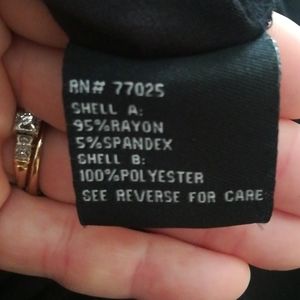 RN# 77025
SHELL A:
95%RAYON
5%SPANDEX
SHELL B:
100%POLYESTER
SEE REVERSE FOR CARE